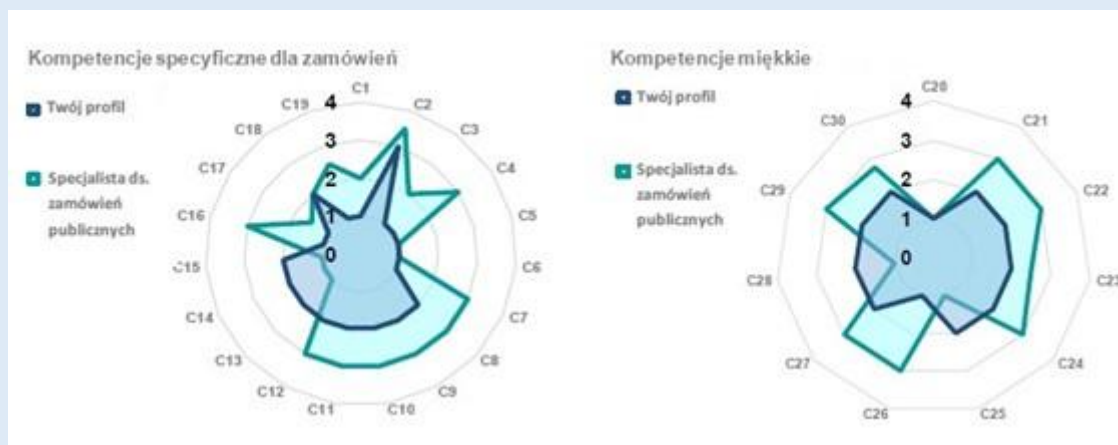 Kompetencje specyficzne dla zamówień
Twój profil
Specjalista ds.
zamówień
publicznych
C1
C2
C3
C4
C5
C6
C7
C8
C9
C10
C11
C12
C13
C14
C15
C16
C17
C18
C19
4
3
2
1
0
Kompetencje miękkie
Twój profil
Specjalista ds.
zamówień
publicznych
C20
C21
C22
C23
C24
C25
C26
C27
C28
C29
C30
4
3
2
1
0